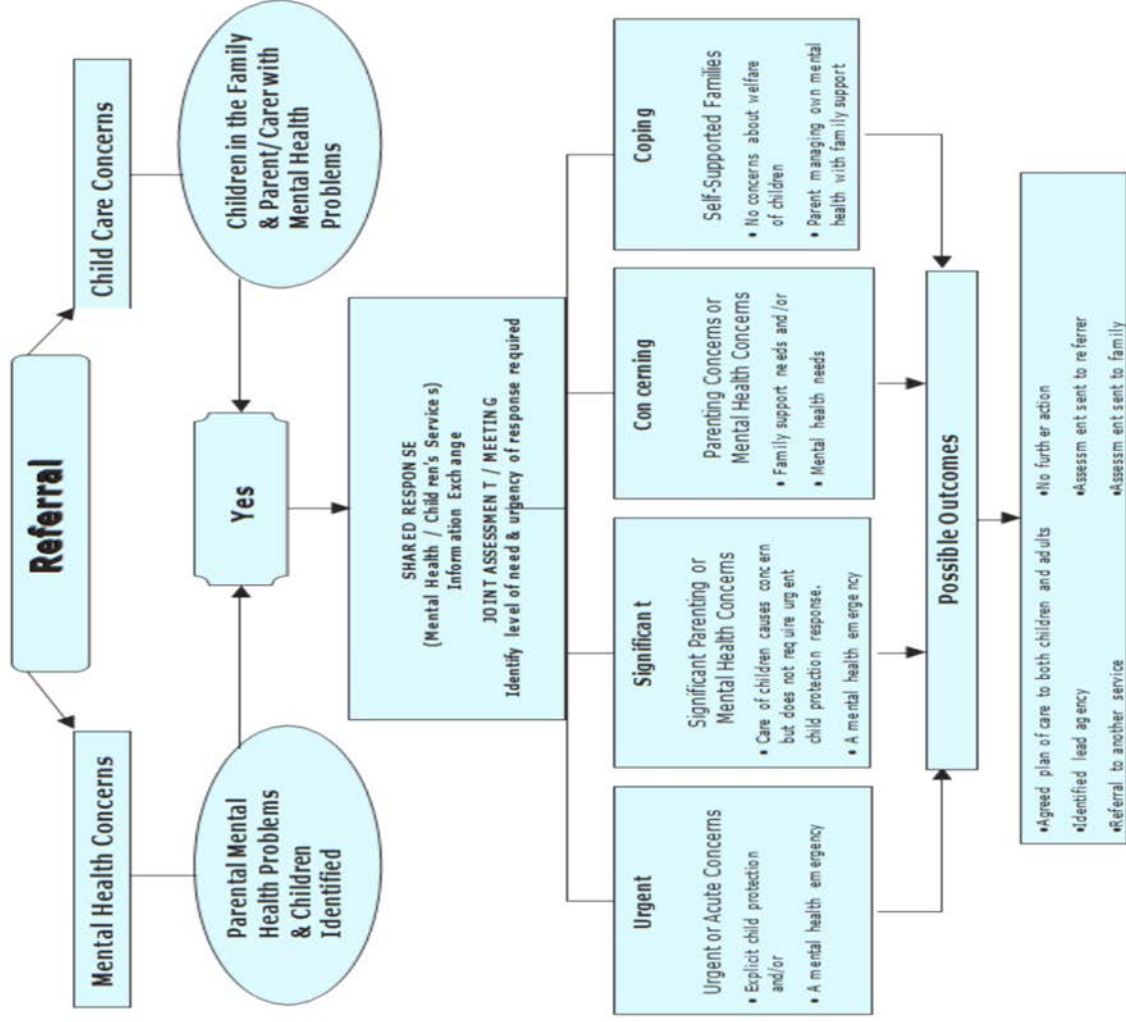 Referral
Mental Health Concerns
Child Care Concerns
Parental Mental
Health Problems
& Children
Identified
Yes
Children in the Family
& Parent/Carer with
Mental Health
Problems
SHARED RESPONSE
(Mental Health / Children's Services)
Information Exchange
JOINT ASSESSMENT / MEETING
Identify level of need & urgency of response required
Urgent
Urgent or Acute Concerns
• Explicit child protection
and/or
• A mental health emergency
Significant
Significant Parenting or
Mental Health Concerns
• Care of children causes concern
but does not require urgent
child protection response.
• A mental health emergency
Concerning
Parenting Concerns or
Mental Health Concerns
• Family support needs and/or
• Mental health needs
Coping
Self-Supported Families
• No concerns about welfare
of children
• Parent managing own mental
health with family support
Possible Outcomes
•Agreed plan of care to both children and adults
•Identified lead agency
•Referral to another service
•No further action
•Assessment sent to referrer
•Assessment sent to family